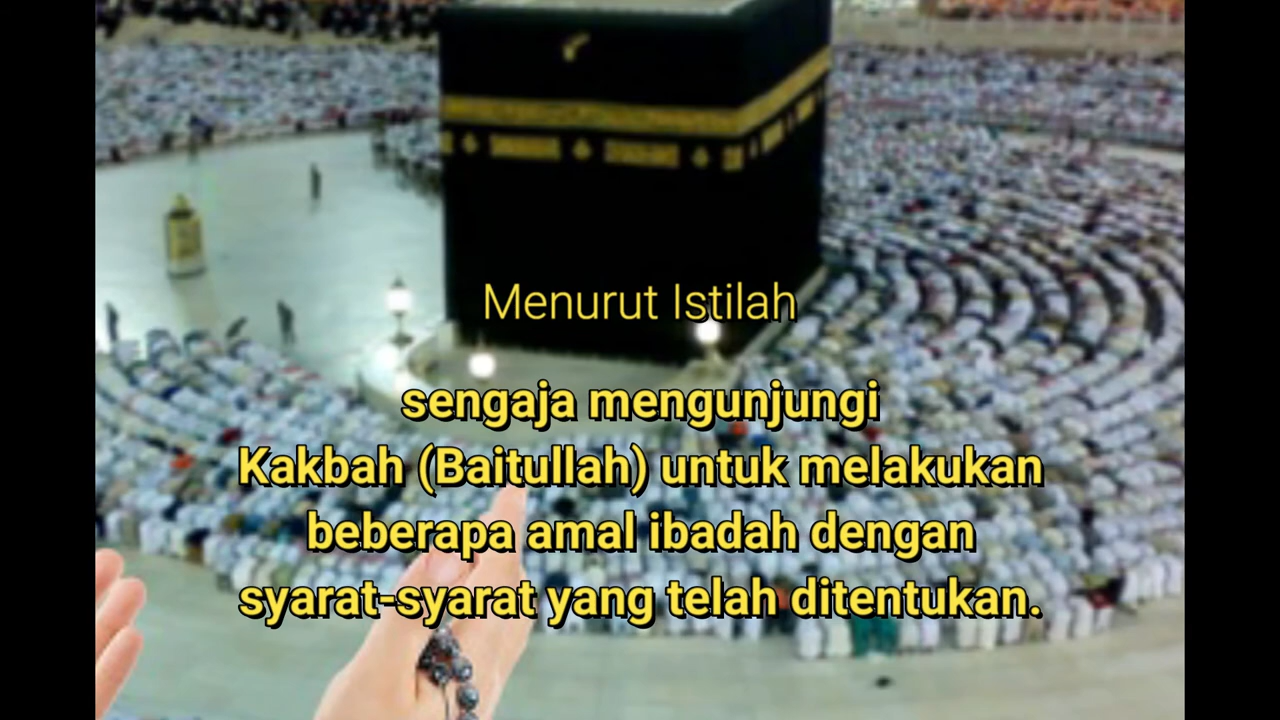 Menurut Istilah
sengaja mengunjungi
Kakbah (Baitullah) untuk melakukan
beberapa amal ibadah dengan
syarat-syarat yang telah ditentukan.